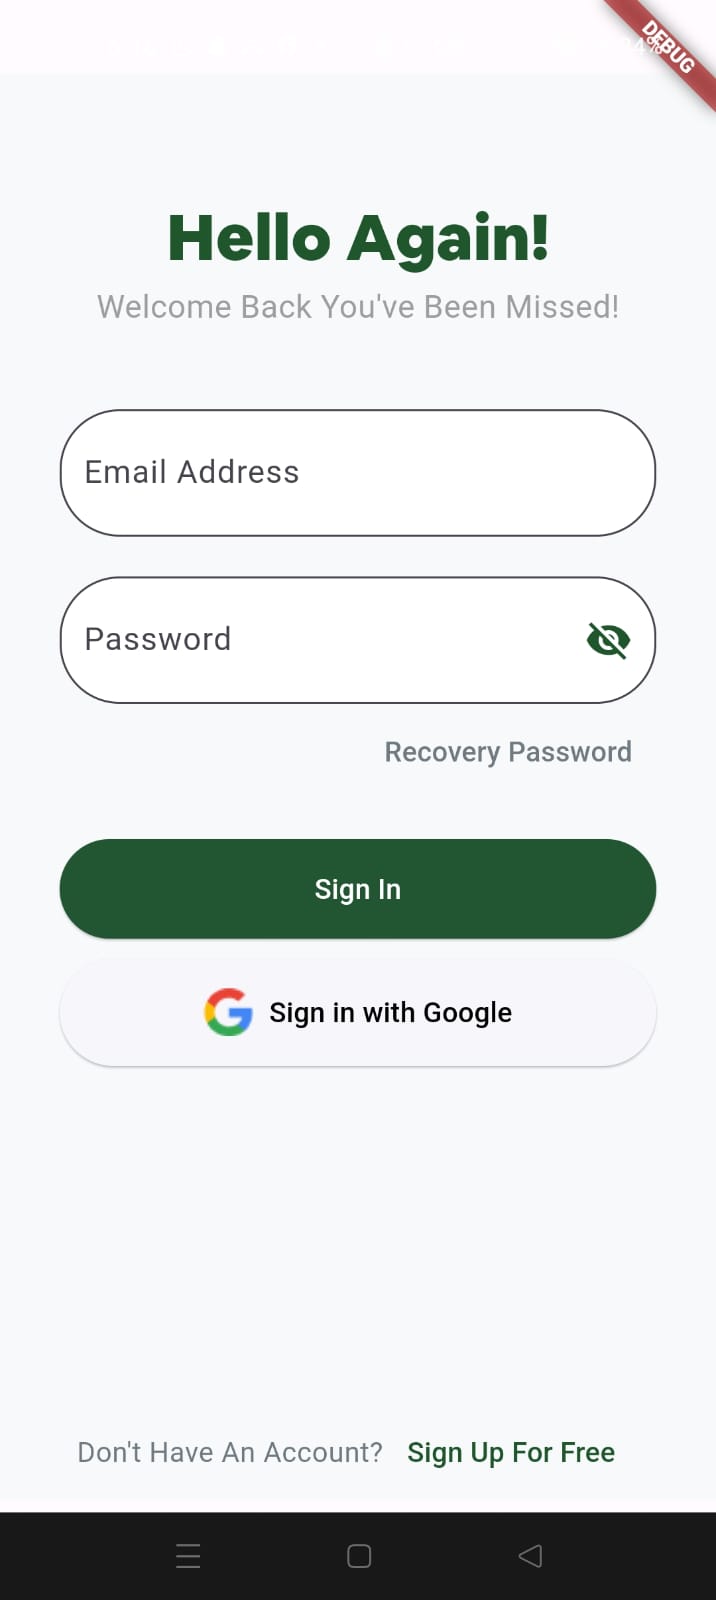 DEBUG
Hello Again!
Welcome Back You've Been Missed!
Email Address
Password
Recovery Password
Sign In
Sign in with Google
Don't Have An Account? Sign Up For Free